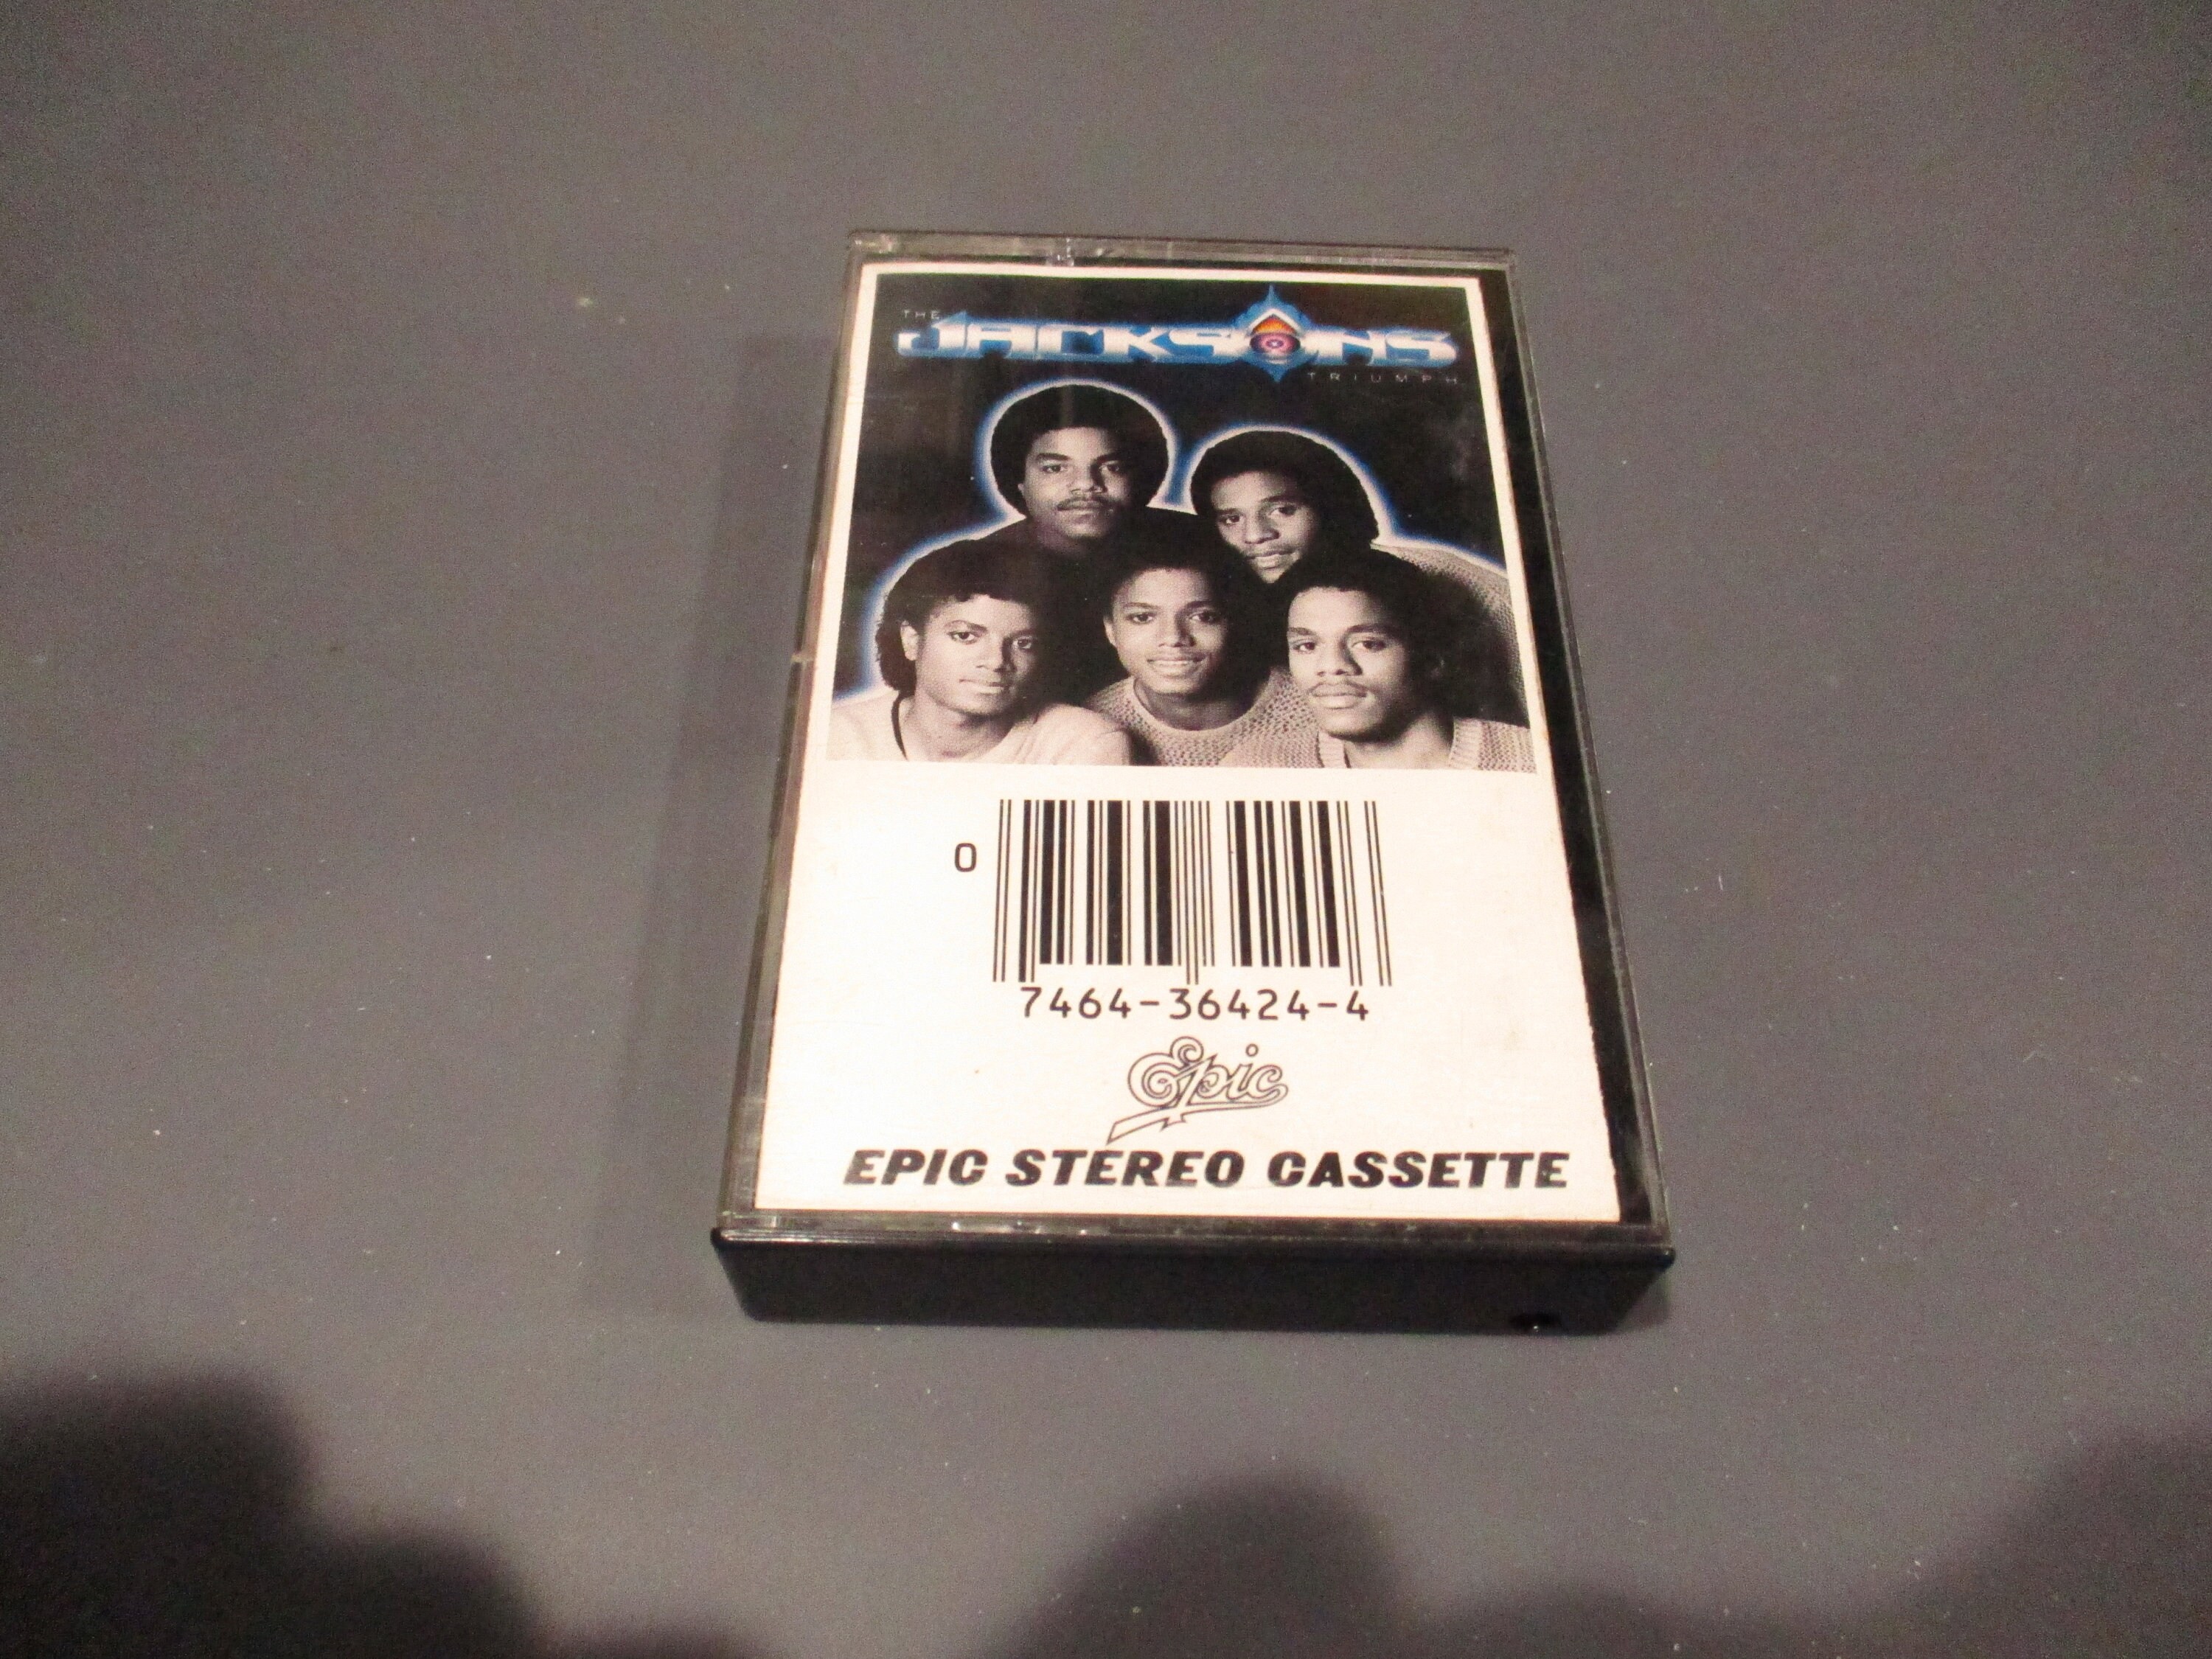 THE
JACKSONS
TRIUMPH
0
7464-36424-4
Epic
EPIC STEREO CASSETTE